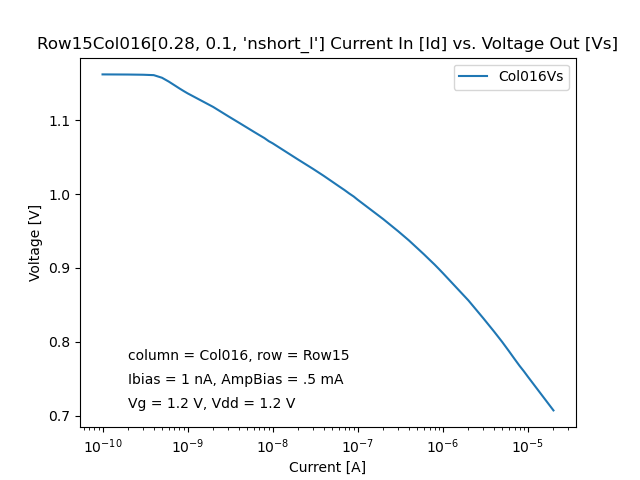 Row15Col016[0.28, 0.1, 'nshort_l'] Current In [Id] vs. Voltage Out [Vs]
Col016Vs
1.1
1.0
0.9
0.8
0.7
Voltage [V]
column = Col016, row = Row15
Ibias = 1 nA, AmpBias = .5 mA
Vg = 1.2 V, Vdd = 1.2 V
10⁻¹⁰ 10⁻⁹ 10⁻⁸ 10⁻⁷ 10⁻⁶ 10⁻⁵
Current [A]